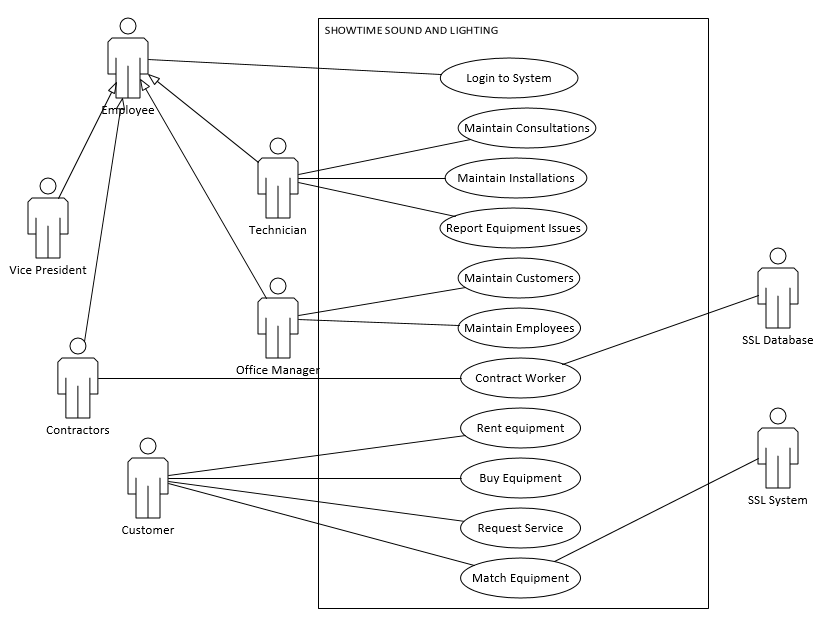 SHOWTIME SOUND AND LIGHTING
Login to System
Employee
Maintain Consultations
Maintain Installations
Technician
Report Equipment Issues
Vice President
Maintain Customers
Maintain Employees
SSL Database
Office Manager
Contract Worker
Contractors
Rent equipment
Buy Equipment
SSL System
Customer
Request Service
Match Equipment